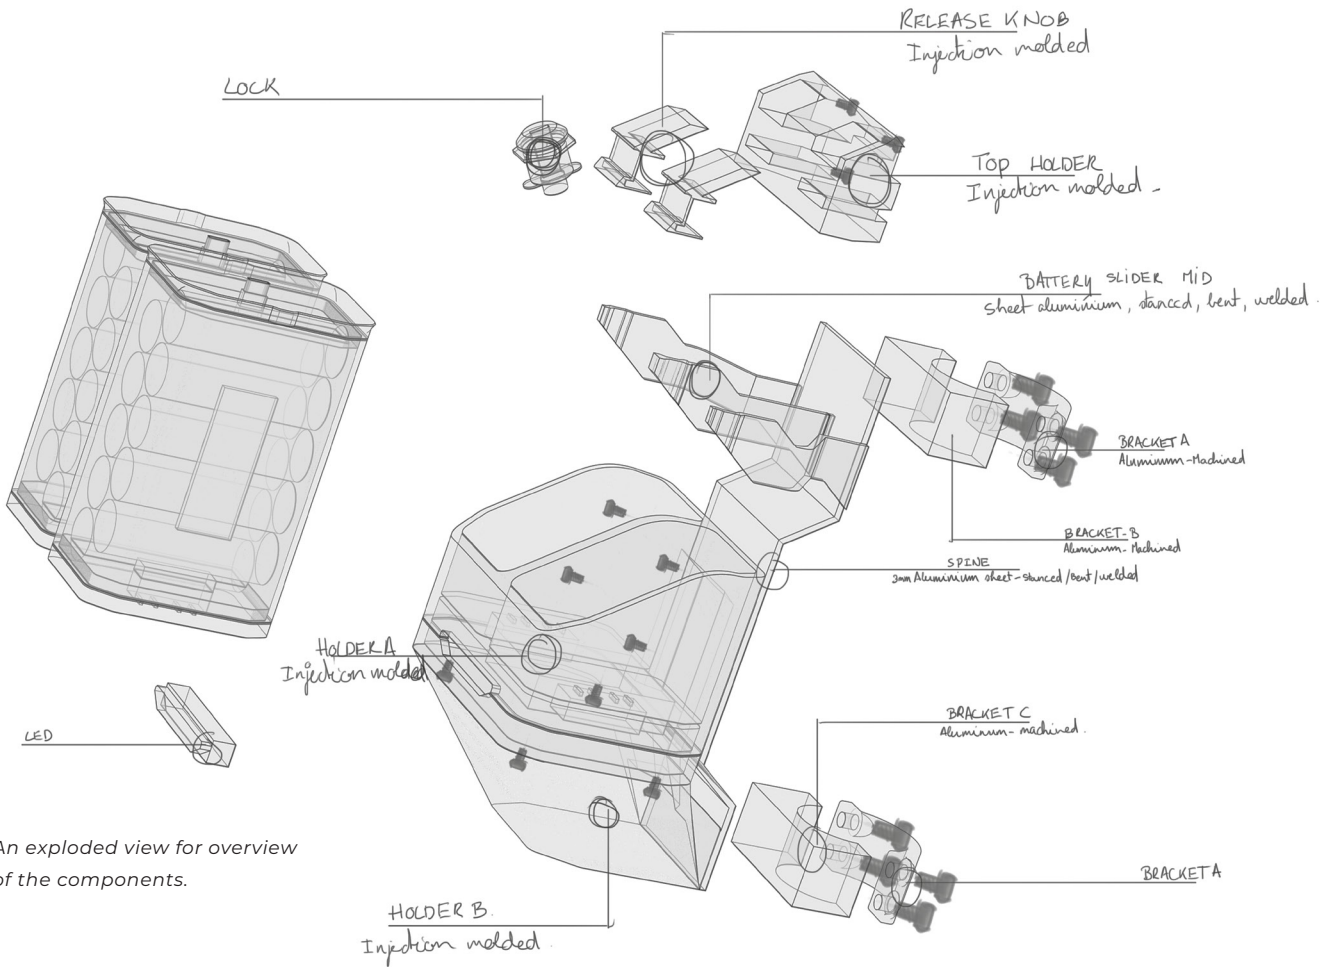 RELEASE KNOB
Injection molded
LOCK
TOP HOLDER
Injection molded -
BATTERY SLIDER MID
Sheet aluminium, stanced, bent, welded.
BRACKET A
Aluminum-Machined
BRACKET-B
Aluminum-Machined
SPINE
3mm Aluminium sheet-stanced/bent/welded
HOLDER A
Injection molded
LED
BRACKET C
Aluminum-machined.
An exploded view for overview
of the components.
BRACKET A
HOLDER B.
Injection molded.